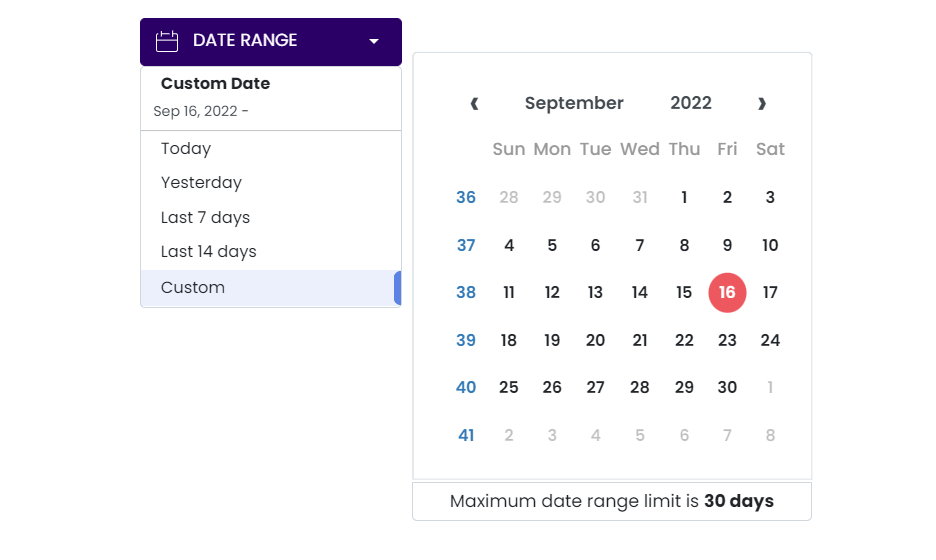 DATE RANGE
Custom Date
Sep 16, 2022 -
Today
Yesterday
Last 7 days
Last 14 days
Custom
‹ September 2022 ›
Sun Mon Tue Wed Thu Fri Sat
36 28 29 30 31 1 2 3
37 4 5 6 7 8 9 10
38 11 12 13 14 15 16 17
39 18 19 20 21 22 23 24
40 25 26 27 28 29 30 1
41 2 3 4 5 6 7 8
Maximum date range limit is 30 days